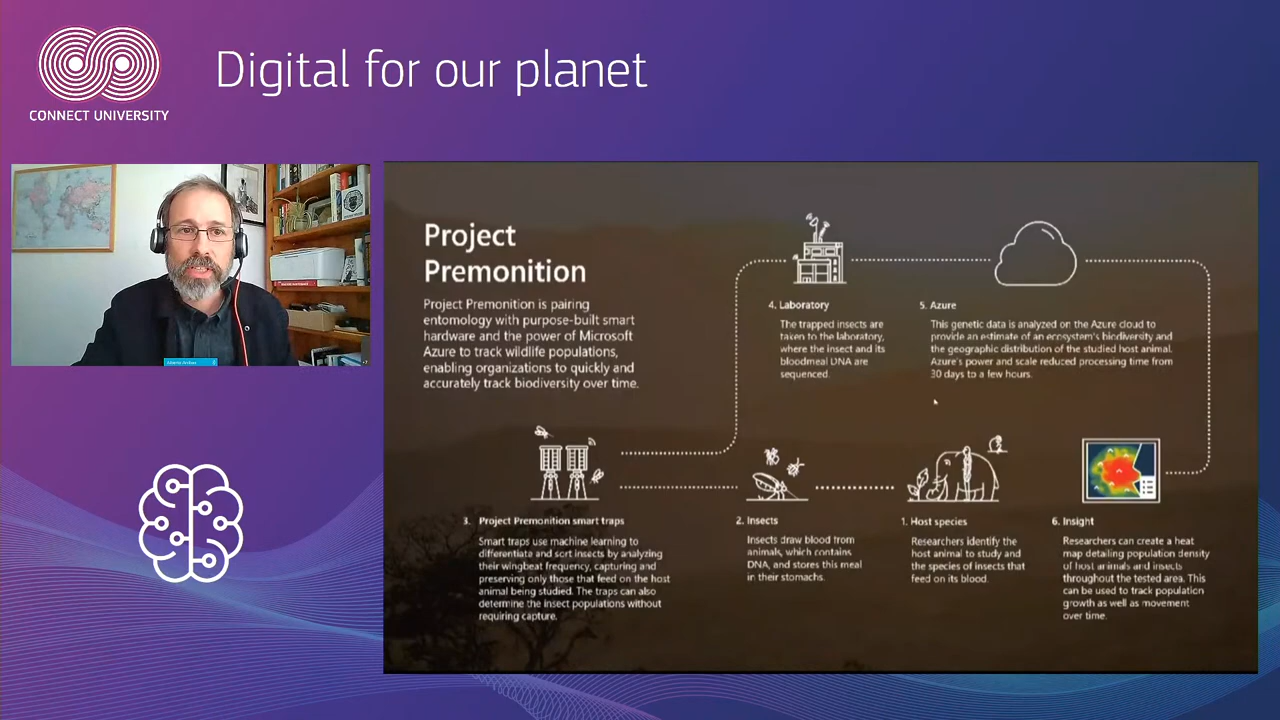 CONNECT UNIVERSITY
Digital for our planet
Project
Premonition
Project Premonition is pairing
entomology with purpose-built smart
hardware and the power of Microsoft
Azure to track wildlife populations,
enabling organizations to quickly and
accurately track biodiversity over time.
4. Laboratory
The trapped insects are
taken to the laboratory,
where the insect and its
bloodmeal DNA are
sequenced.
5. Azure
This genetic data is analyzed on the Azure cloud to
provide an estimate of an ecosystem's biodiversity and
the geographic distribution of the studied host animal.
Azure's power and scale reduced processing time from
30 days to a few hours.
3. Project Premonition smart traps
Smart traps use machine learning to
differentiate and sort insects by analyzing
their wingbeat frequency, capturing and
preserving only those that feed on the host
animal being studied. The traps can also
determine the insect populations without
requiring capture.
2. Insects
Insects draw blood from
animals, which contains
DNA, and stores this meal
in their stomachs.
1. Host species
Researchers identify the
host animal to study and
the species of insects that
feed on its blood.
6. Insight
Researchers can create a heat
map detailing population density
of host animals and insects
throughout the tested area. This
can be used to track population
growth as well as movement
over time.